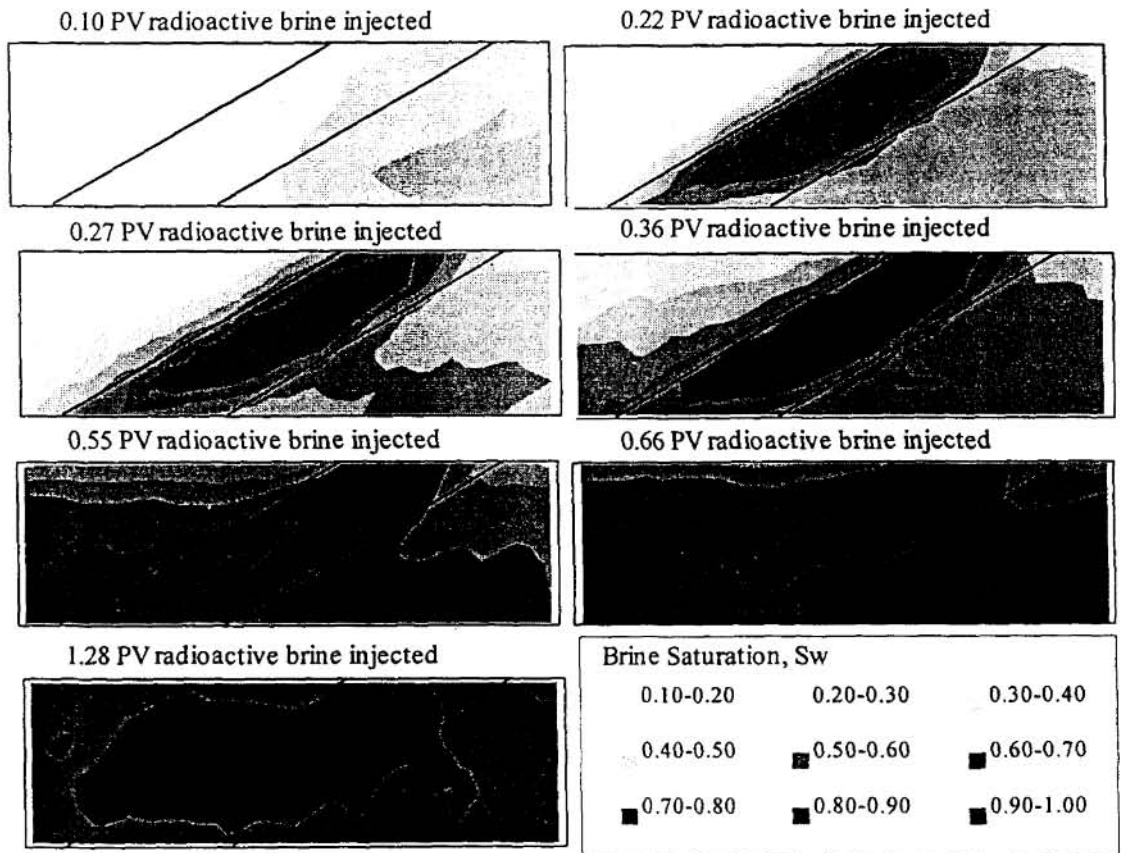 0.10 PV radioactive brine injected
0.22 PV radioactive brine injected
0.27 PV radioactive brine injected
0.36 PV radioactive brine injected
0.55 PV radioactive brine injected
0.66 PV radioactive brine injected
1.28 PV radioactive brine injected
Brine Saturation, Sw
0.10-0.20 0.20-0.30 0.30-0.40
0.40-0.50 0.50-0.60 0.60-0.70
0.70-0.80 0.80-0.90 0.90-1.00